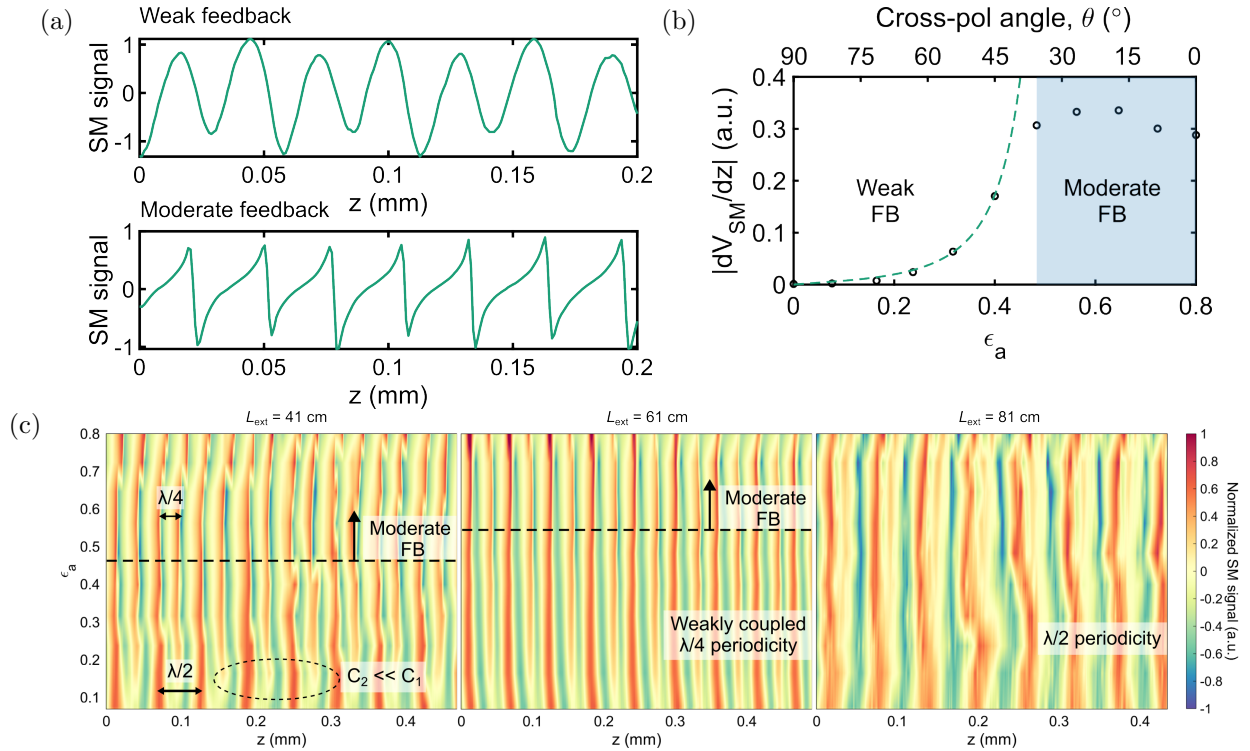 (a)
Weak feedback
SM signal
1
0
-1
0
0.05
0.1
0.15
0.2
z (mm)
Moderate feedback
SM signal
1
0
-1
0
0.05
0.1
0.15
0.2
z (mm)
(b)
Cross-pol angle, θ (°)
90
75
60
45
30
15
0
|dV_SM/dz| (a.u.)
0.4
0.3
0.2
0.1
0
Weak
FB
Moderate
FB
0
0.2
0.4
0.6
0.8
ϵ_a
(c)
L_ext = 41 cm
ϵ_a
0.8
0.7
0.6
0.5
0.4
0.3
0.2
0.1
λ/4
Moderate
FB
λ/2
C_2 << C_1
0
0.1
0.2
0.3
0.4
z (mm)
L_ext = 61 cm
Moderate
FB
Weakly coupled
λ/4 periodicity
0
0.1
0.2
0.3
0.4
z (mm)
L_ext = 81 cm
λ/2 periodicity
0
0.1
0.2
0.3
0.4
z (mm)
1
0.8
0.6
0.4
0.2
0
-0.2
-0.4
-0.6
-0.8
-1
Normalized SM signal (a.u.)